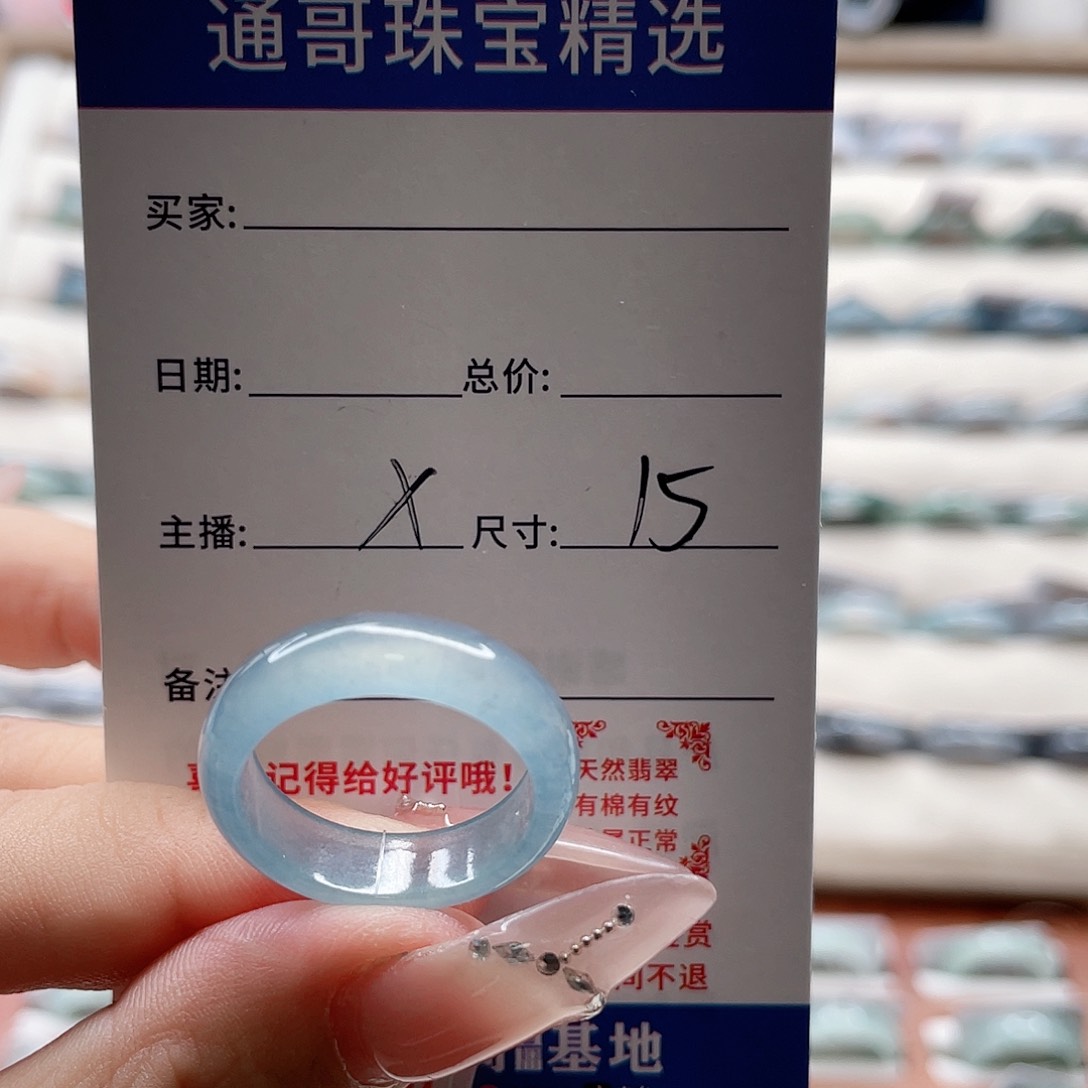 通哥珠宝精选
买家:
日期: 总价:
主播: X 尺寸: 15
备注
记得给好评哦!
天然翡翠
有棉有纹
正常
赏
问不退
基地